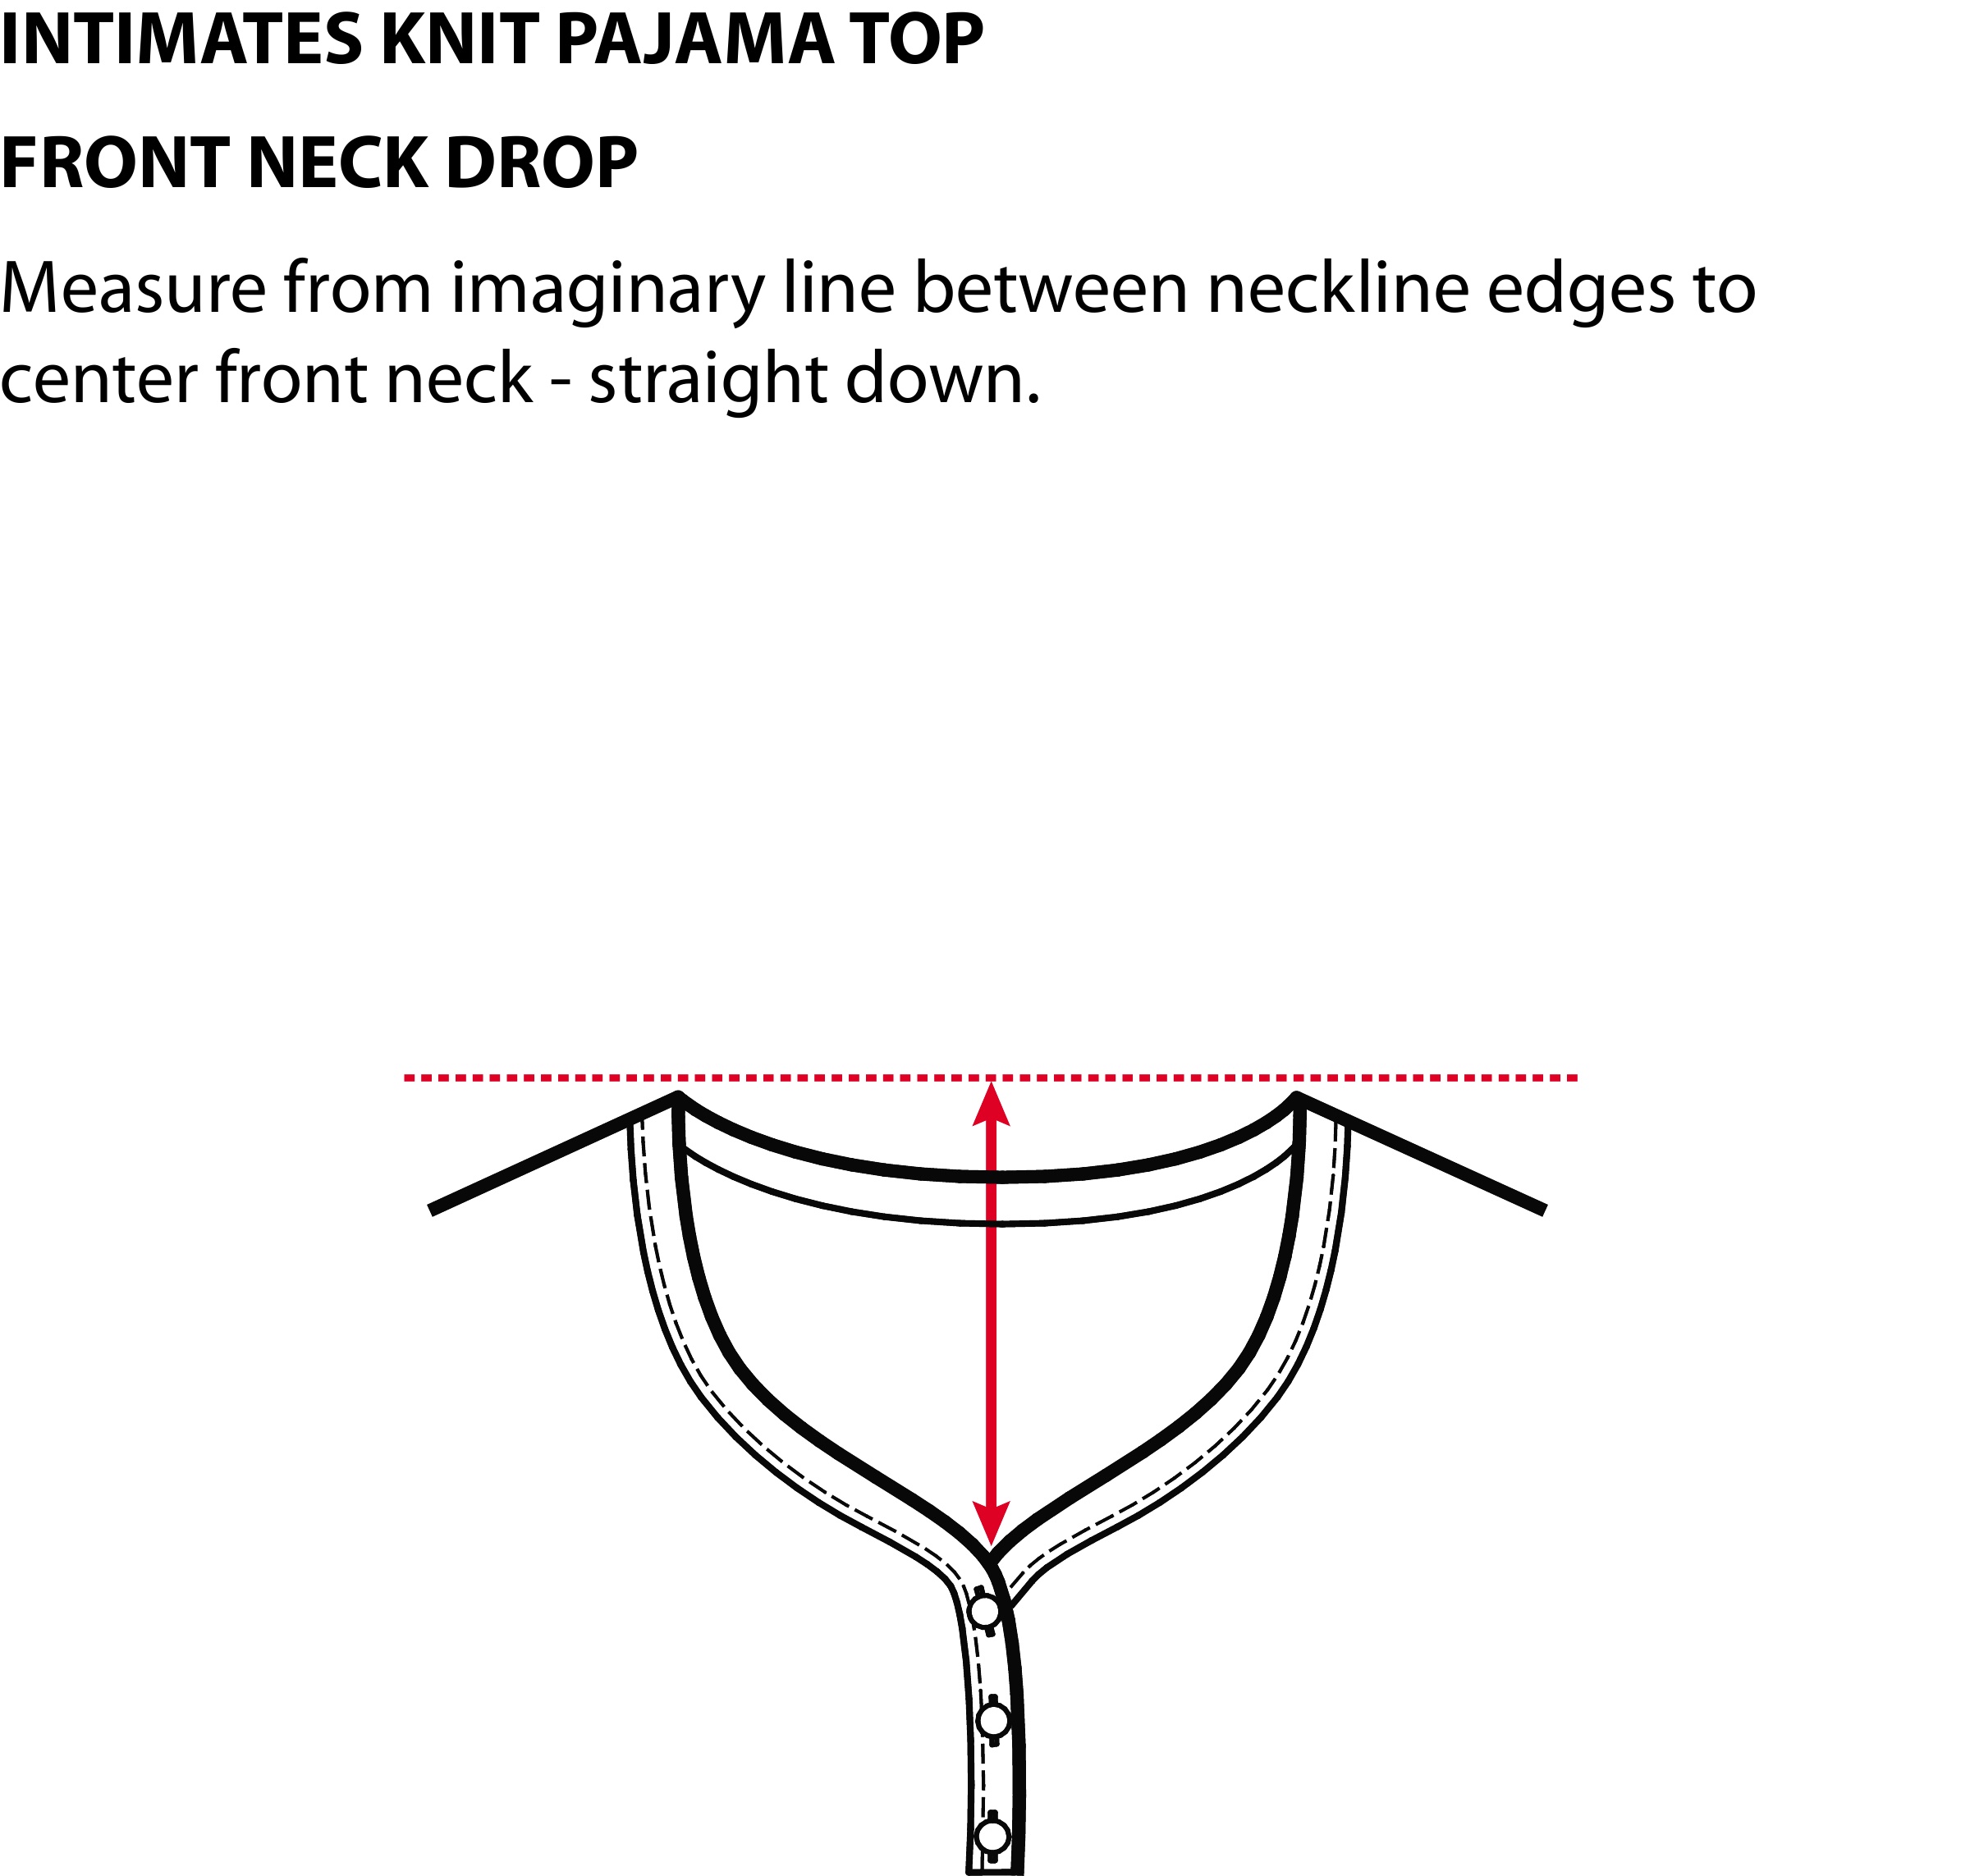 INTIMATES KNIT PAJAMA TOP
FRONT NECK DROP
Measure from imaginary line between neckline edges to
center front neck - straight down.